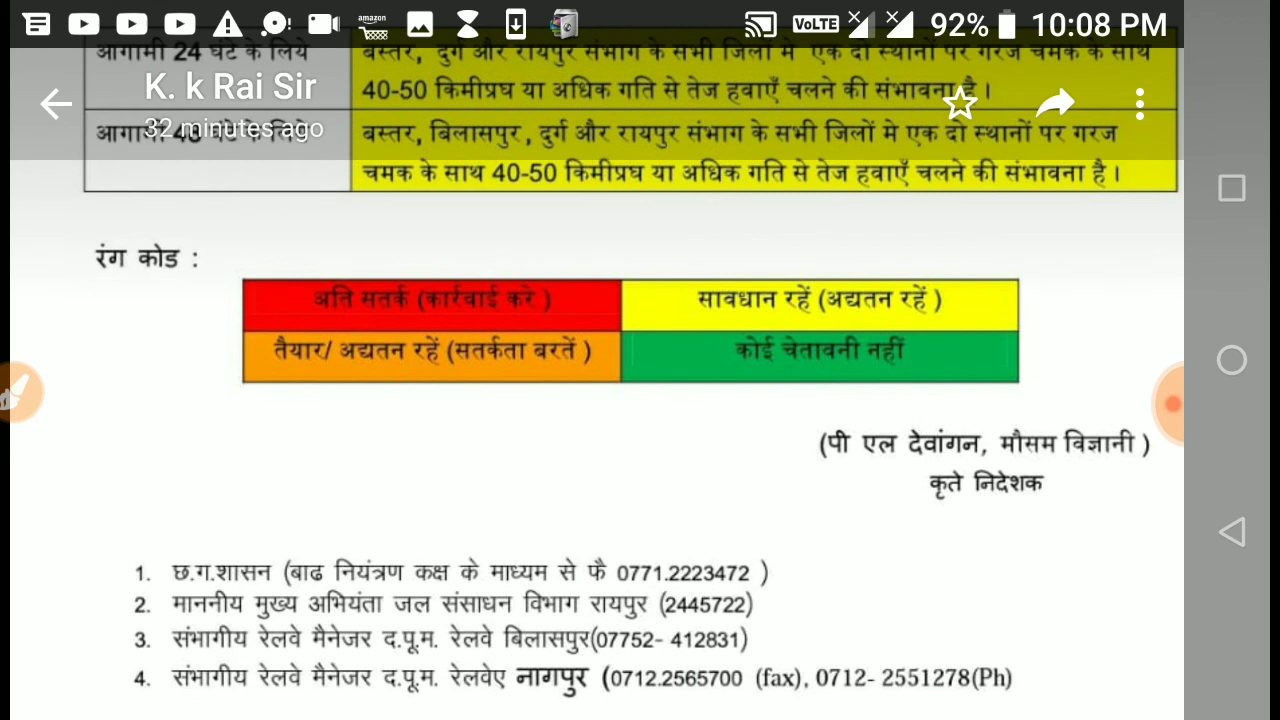 amazon
VoLTE
92%
10:08 PM
K. k Rai Sir
32 minutes ago
आगामी 24 घंटे के लिये
बस्तर, दुर्ग और रायपुर संभाग के सभी जिलों मे एक दो स्थानों पर गरज चमक के साथ
40-50 किमीप्रघ या अधिक गति से तेज हवाएँ चलने की संभावना है ।
आगामी 48 घंटे के लिये
बस्तर, बिलासपुर, दुर्ग और रायपुर संभाग के सभी जिलों मे एक दो स्थानों पर गरज
चमक के साथ 40-50 किमीप्रघ या अधिक गति से तेज हवाएँ चलने की संभावना है ।
रंग कोड :
अति सतर्क (कार्रवाई करे )
सावधान रहें (अद्यतन रहें )
तैयार/ अद्यतन रहें (सतर्कता बरतें )
कोई चेतावनी नहीं
(पी एल देवांगन, मौसम विज्ञानी )
कृते निदेशक
1. छ.ग.शासन (बाढ नियंत्रण कक्ष के माध्यम से फै 0771.2223472 )
2. माननीय मुख्य अभियंता जल संसाधन विभाग रायपुर (2445722)
3. संभागीय रेलवे मैनेजर द.पू.म. रेलवे बिलासपुर(07752- 412831)
4. संभागीय रेलवे मैनेजर द.पू.म. रेलवेए नागपुर (0712.2565700 (fax), 0712- 2551278(Ph)